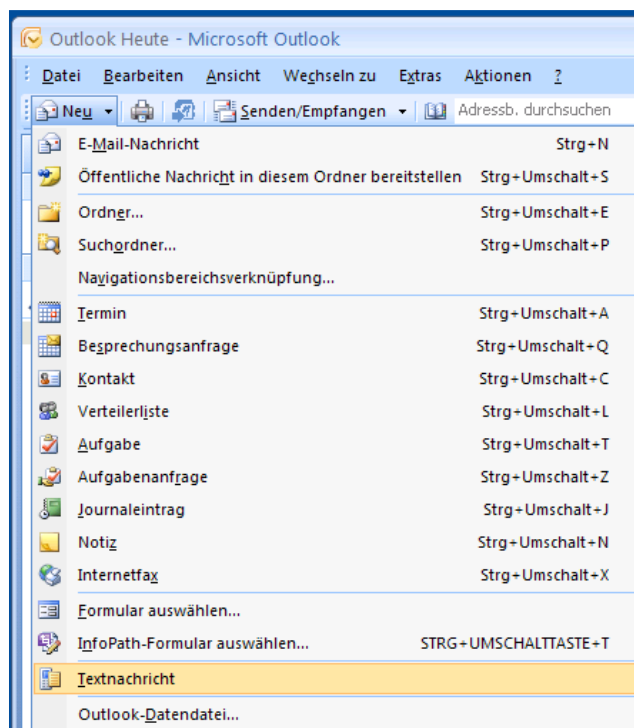 Outlook Heute - Microsoft Outlook
Datei Bearbeiten Ansicht Wechseln zu Extras Aktionen ?
Neu Senden/Empfangen Adressb. durchsuchen
E-Mail-Nachricht Strg+N
Öffentliche Nachricht in diesem Ordner bereitstellen Strg+Umschalt+S
Ordner... Strg+Umschalt+E
Suchordner... Strg+Umschalt+P
Navigationsbereichsverknüpfung...
Termin Strg+Umschalt+A
Besprechungsanfrage Strg+Umschalt+Q
Kontakt Strg+Umschalt+C
Verteilerliste Strg+Umschalt+L
Aufgabe Strg+Umschalt+T
Aufgabenanfrage Strg+Umschalt+Z
Journaleintrag Strg+Umschalt+J
Notiz Strg+Umschalt+N
Internetfax Strg+Umschalt+X
Formular auswählen...
InfoPath-Formular auswählen... STRG+UMSCHALTTASTE+T
Textnachricht
Outlook-Datendatei...